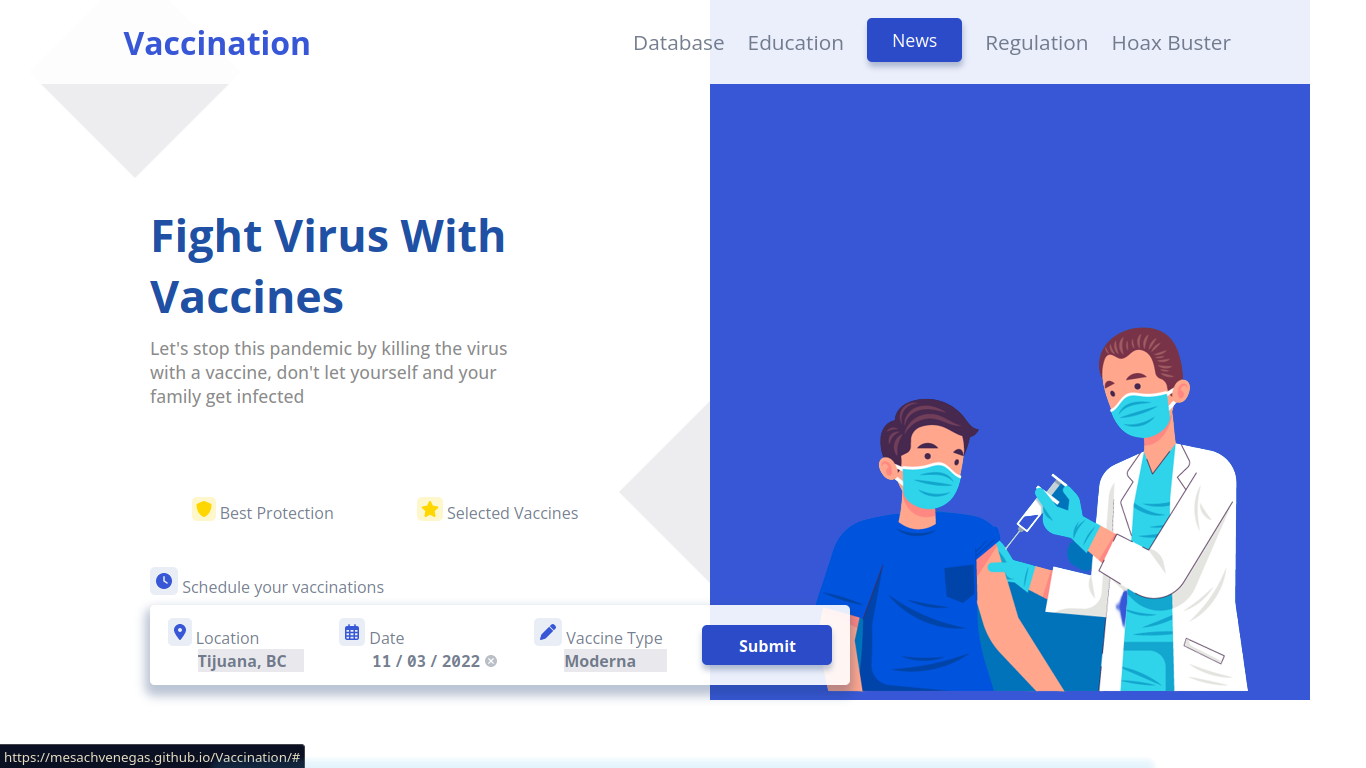 Vaccination
Database Education News Regulation Hoax Buster
Fight Virus With
Vaccines
Let's stop this pandemic by killing the virus
with a vaccine, don't let yourself and your
family get infected
Best Protection Selected Vaccines
Schedule your vaccinations
Location Date Vaccine Type
Tijuana, BC 11 / 03 / 2022 Moderna
Submit
https://mesachvenegas.github.io/Vaccination/#